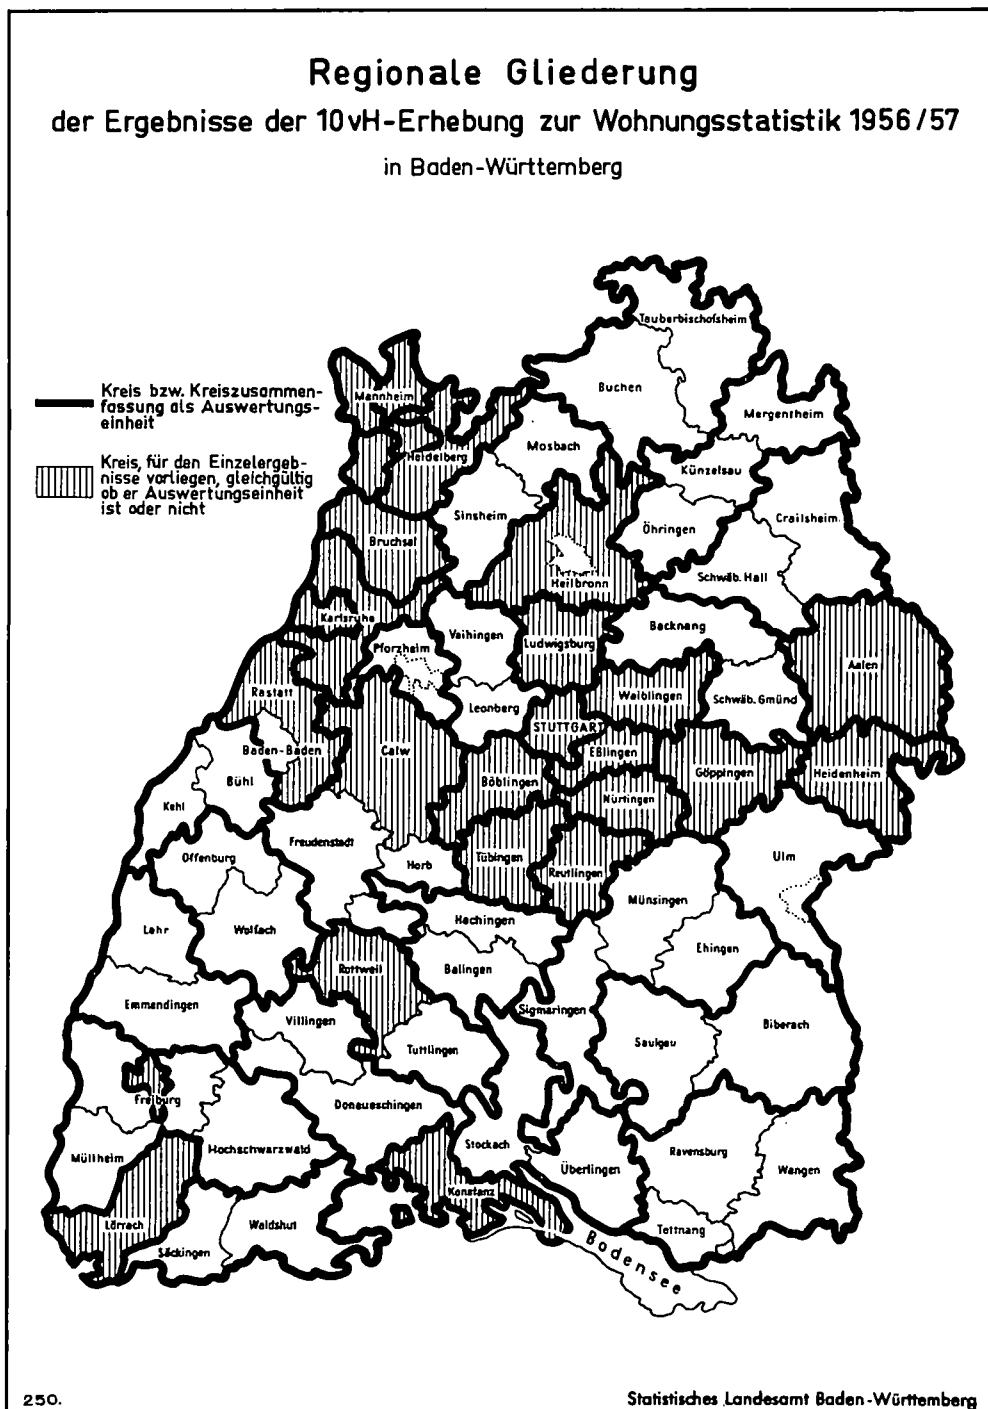 Regionale Gliederung
der Ergebnisse der 10vH-Erhebung zur Wohnungsstatistik 1956/57
in Baden-Württemberg
Kreis bzw. Kreiszusammen-
fassung als Auswertungs-
einheit
Kreis, für den Einzelergeb-
nisse vorliegen, gleichgültig
ob er Auswertungseinheit
ist oder nicht
Tauberbischofsheim
Buchen
Mannheim
Mergentheim
Mosbach
Heidelberg
Künzelsau
Sinsheim
Crailsheim
Öhringen
Bruchsal
Heilbronn
Schwäb. Hall
Karlsruhe
Vaihingen
Backnang
Pforzheim
Ludwigsburg
Aalen
Rastatt
Waiblingen
Schwäb. Gmünd
Leonberg
STUTTGART
Baden-Baden
Calw
Eßlingen
Göppingen
Heidenheim
Bühl
Böblingen
Kehl
Nürtingen
Freudenstadt
Offenburg
Horb
Tübingen
Ulm
Reutlingen
Münsingen
Lahr
Wolfach
Hechingen
Ehingen
Rottweil
Balingen
Emmendingen
Sigmaringen
Villingen
Biberach
Saulgau
Tuttlingen
Freiburg
Donaueschingen
Müllheim
Hochschwarzwald
Stockach
Ravensburg
Überlingen
Wangen
Konstanz
Lörrach
Waldshut
Tettnang
Säckingen
Bodensee
250.
Statistisches Landesamt Baden-Württemberg